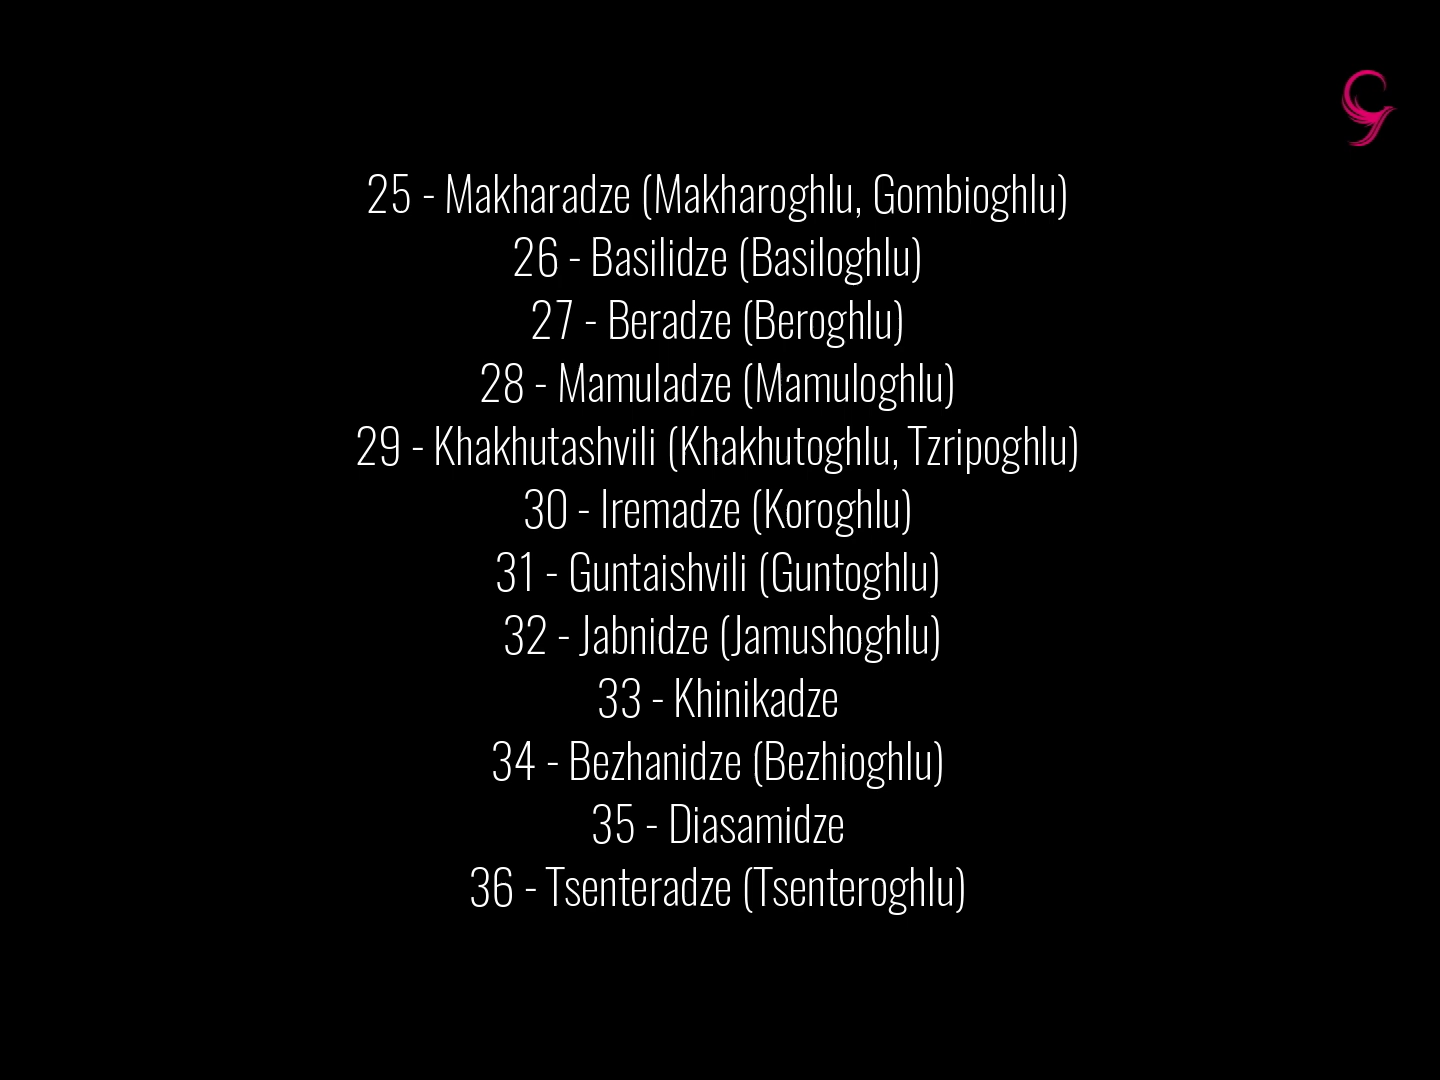 25 - Makharadze (Makharoghlu, Gombioghlu)
26 - Basilidze (Basiloghlu)
27 - Beradze (Beroghlu)
28 - Mamuladze (Mamuloghlu)
29 - Khakhutashvili (Khakhutoghlu, Tzripoghlu)
30 - Iremadze (Koroghlu)
31 - Guntaishvili (Guntoghlu)
32 - Jabnidze (Jamushoghlu)
33 - Khinikadze
34 - Bezhanidze (Bezhioghlu)
35 - Diasamidze
36 - Tsenteradze (Tsenteroghlu)